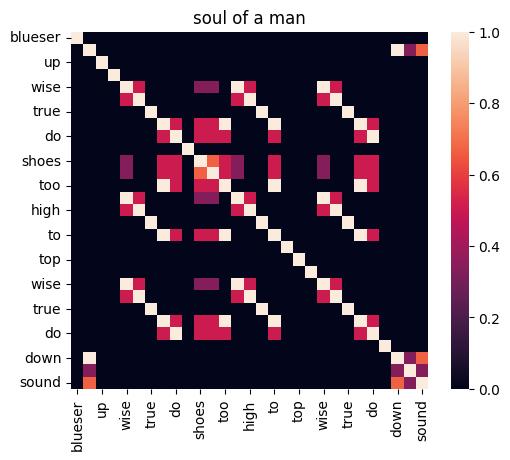 soul of a man
blueser
up
wise
true
do
shoes
too
high
to
top
wise
true
do
down
sound
1.0
0.8
0.6
0.4
0.2
0.0
blueser
up
wise
true
do
shoes
too
high
to
top
wise
true
do
down
sound